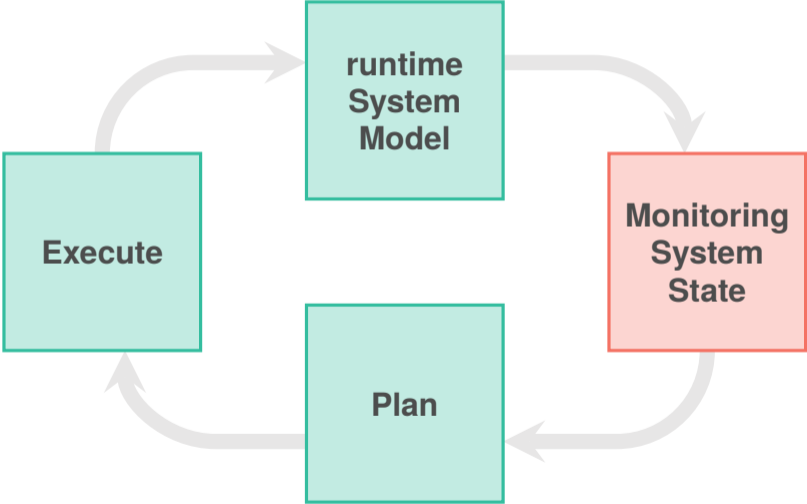 runtime
System
Model
Monitoring
System
State
Execute
Plan